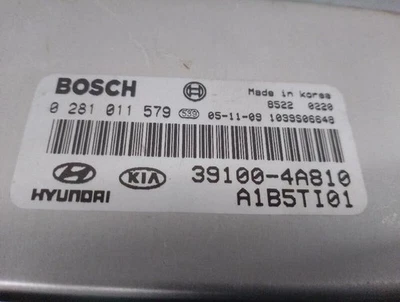 BOSCH Made in korea
8522 0220
0 281 011 579 530 05-11-09 1039S06648
HYUNDAI KIA 39100-4A810
A1B5TI01